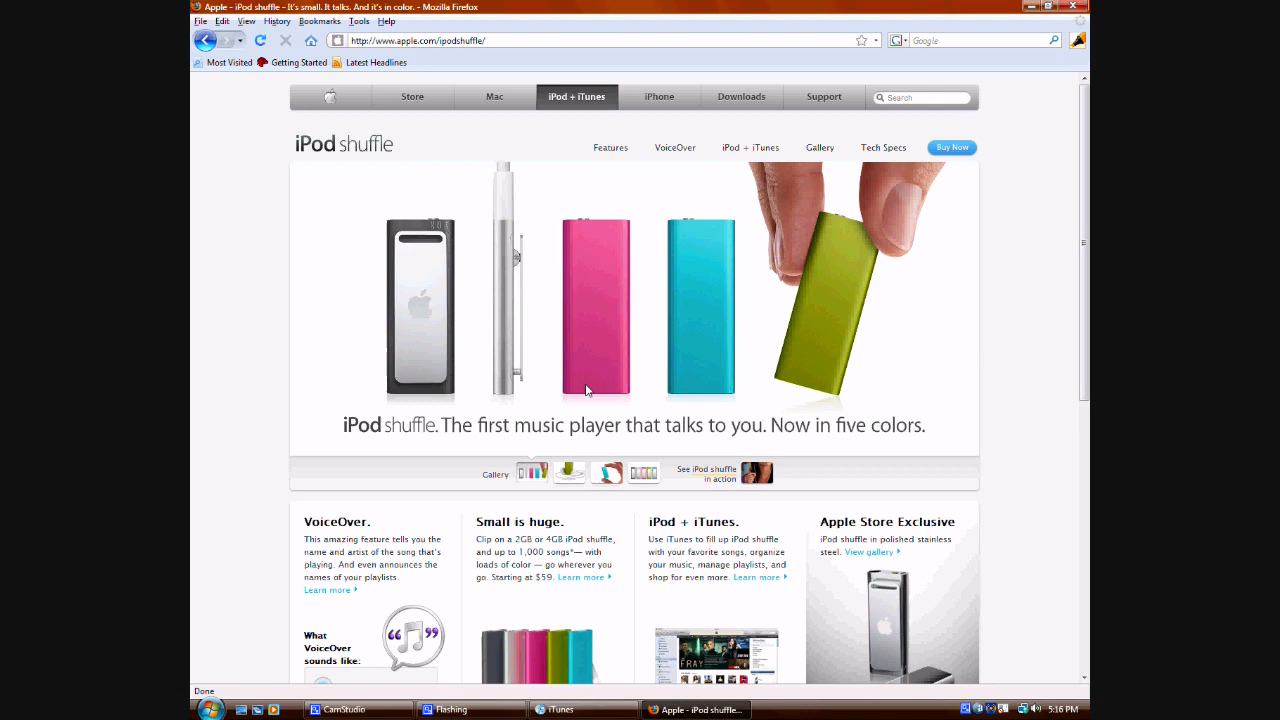 Apple - iPod shuffle - It's small. It talks. And it's in color. - Mozilla Firefox
File Edit View History Bookmarks Tools Help
http://www.apple.com/ipodshuffle/
Google
Most Visited Getting Started Latest Headlines
Store Mac iPod + iTunes iPhone Downloads Support Search
iPod shuffle
Features VoiceOver iPod + iTunes Gallery Tech Specs Buy Now
iPod shuffle. The first music player that talks to you. Now in five colors.
Gallery
See iPod shuffle
in action
VoiceOver.
This amazing feature tells you the
name and artist of the song that's
playing. And even announces the
names of your playlists.
Learn more
What
VoiceOver
sounds like:
Small is huge.
Clip on a 2GB or 4GB iPod shuffle,
and up to 1,000 songs*— with
loads of color — go wherever you
go. Starting at $59. Learn more
iPod + iTunes.
Use iTunes to fill up iPod shuffle
with your favorite songs, organize
your music, manage playlists, and
shop for even more. Learn more
FRAY
Apple Store Exclusive
iPod shuffle in polished stainless
steel. View gallery
Done
CamStudio Flashing iTunes Apple - iPod shuffle... 5:16 PM